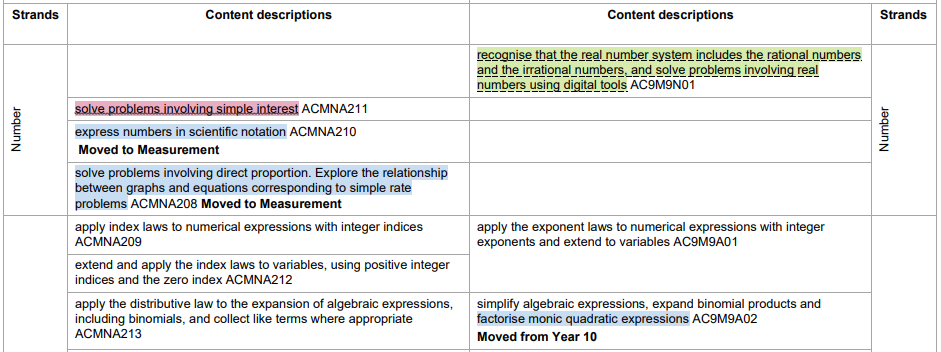 Strands
Content descriptions
Content descriptions
Strands
Number
recognise that the real number system includes the rational numbers
and the irrational numbers, and solve problems involving real
numbers using digital tools AC9M9N01
Number
solve problems involving simple interest ACMNA211
express numbers in scientific notation ACMNA210
Moved to Measurement
solve problems involving direct proportion. Explore the relationship
between graphs and equations corresponding to simple rate
problems ACMNA208 Moved to Measurement
apply index laws to numerical expressions with integer indices
ACMNA209
apply the exponent laws to numerical expressions with integer
exponents and extend to variables AC9M9A01
extend and apply the index laws to variables, using positive integer
indices and the zero index ACMNA212
apply the distributive law to the expansion of algebraic expressions,
including binomials, and collect like terms where appropriate
ACMNA213
simplify algebraic expressions, expand binomial products and
factorise monic quadratic expressions AC9M9A02
Moved from Year 10